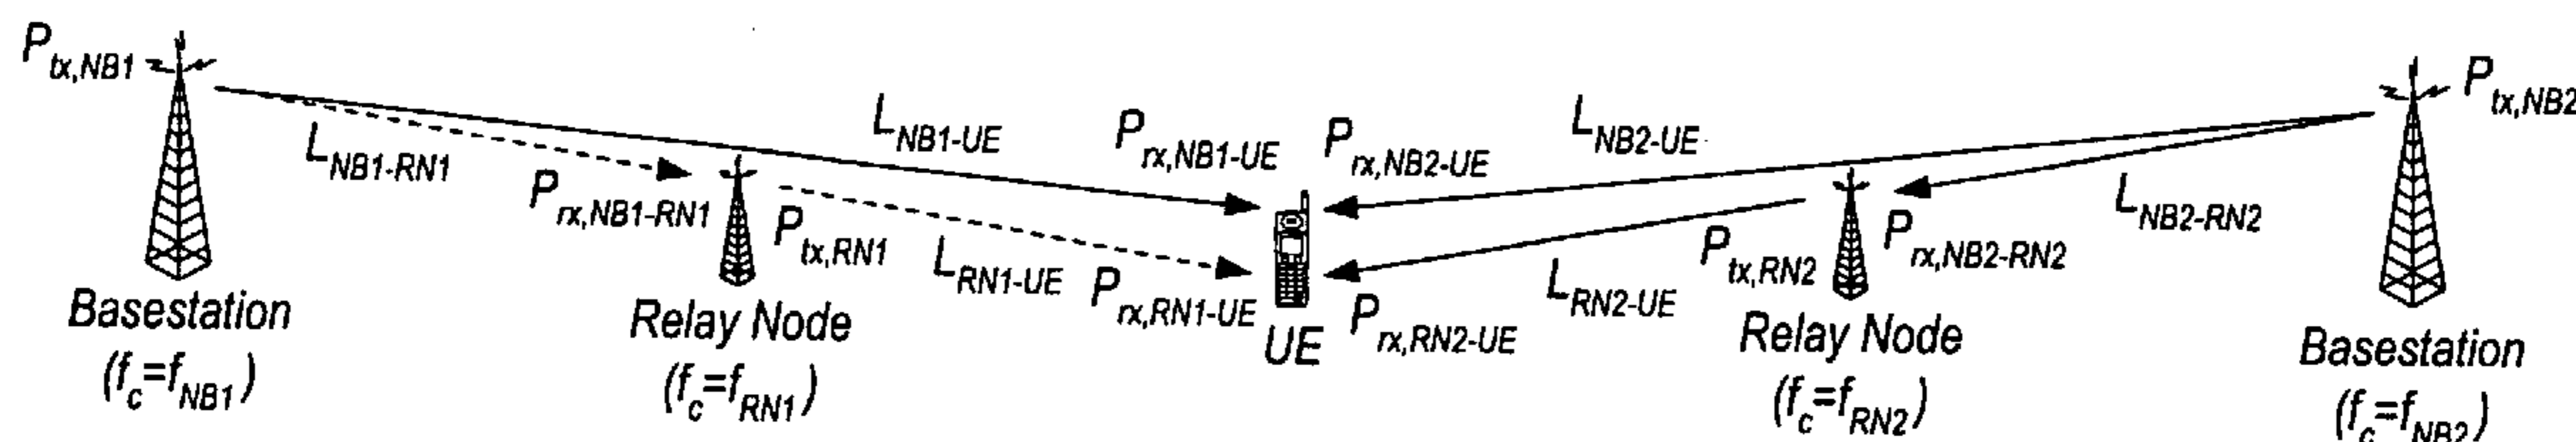 P_tx,NB1
L_NB1-RN1
P_rx,NB1-RN1
P_tx,RN1
L_NB1-UE
L_RN1-UE
P_rx,NB1-UE
P_rx,RN1-UE
P_rx,NB2-UE
P_rx,RN2-UE
L_NB2-UE
L_RN2-UE
P_tx,RN2
P_rx,NB2-RN2
L_NB2-RN2
P_tx,NB2
Basestation
(f_c=f_NB1)
Relay Node
(f_c=f_RN1)
UE
Relay Node
(f_c=f_RN2)
Basestation
(f_c=f_NB2)